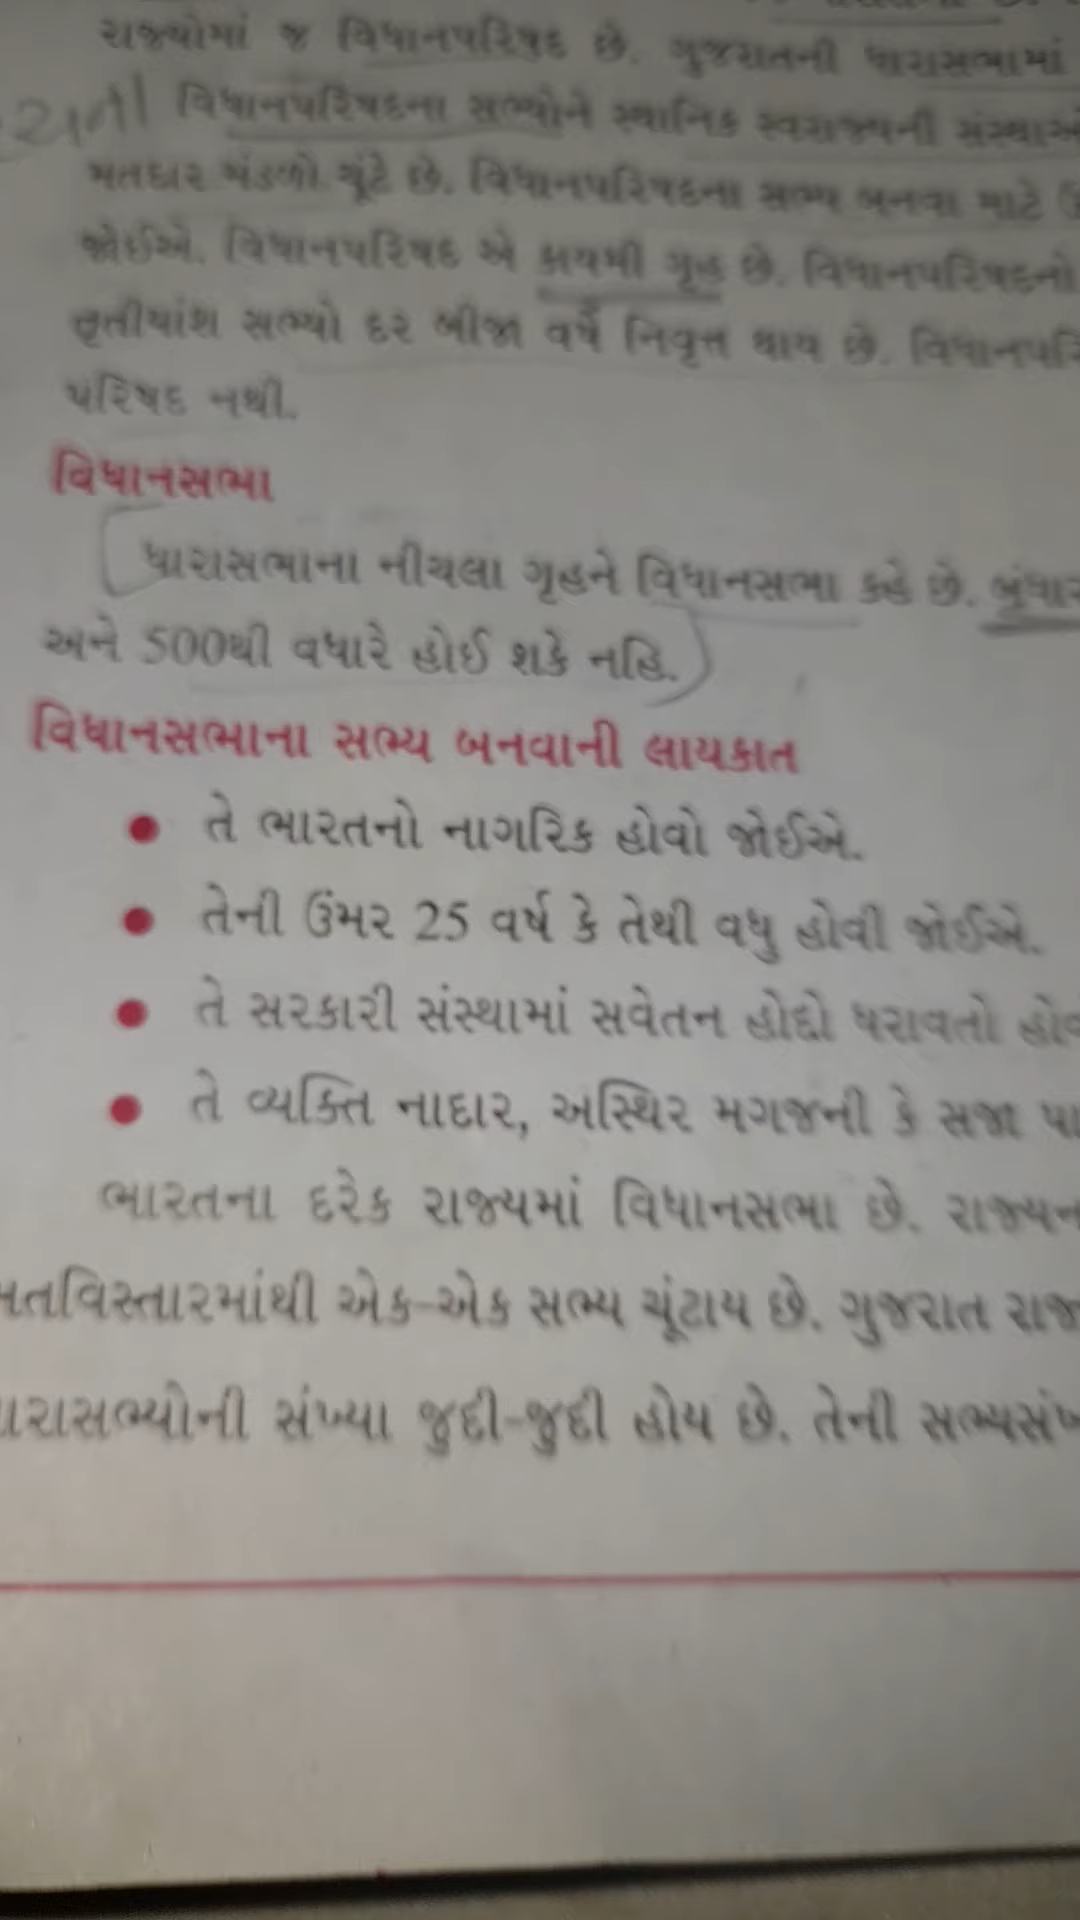 રાજ્યોમાં જ વિધાનપરિષદ છે. ગુજરાતની ધારાસભામાં
વિધાનપરિષદના સભ્યોને સ્થાનિક સ્વરાજ્યની
મતદાર મંડળો ચૂંટે છે. વિધાનપરિષદના સભ્ય બનવા માટે
જોઈએ. વિધાનપરિષદ એ કાયમી ગૃહ છે. વિધાનપરિષદનો
તૃતીયાંશ સભ્યો દર બીજા વર્ષે નિવૃત્ત થાય છે.
પરિષદ નથી.
વિધાનસભા
ધારાસભાના નીચલા ગૃહને વિધાનસભા કહે છે.
અને 500થી વધારે હોઈ શકે નહિ.
વિધાનસભાના સભ્ય બનવાની લાયકાત
● તે ભારતનો નાગરિક હોવો જોઈએ.
● તેની ઉંમર 25 વર્ષ કે તેથી વધુ હોવી જોઈએ.
● તે સરકારી સંસ્થામાં સવેતન હોદ્દો ધરાવતો
● તે વ્યક્તિ નાદાર, અસ્થિર મગજની કે સજા
ભારતના દરેક રાજ્યમાં વિધાનસભા છે.
મતવિસ્તારમાંથી એક-એક સભ્ય ચૂંટાય છે. ગુજરાત
સંખ્યા જુદી-જુદી હોય છે. તેની